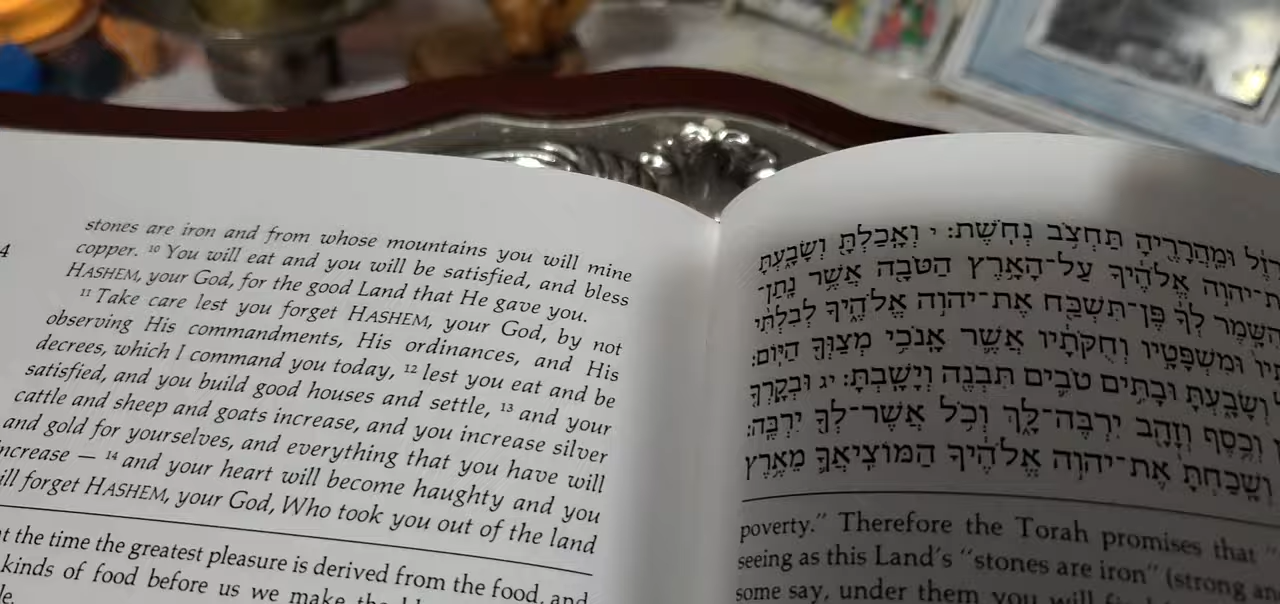 4
stones are iron and from whose mountains you will mine
copper. ¹⁰ You will eat and you will be satisfied, and bless
HASHEM, your God, for the good Land that He gave you.
¹¹ Take care lest you forget HASHEM, your God, by not
observing His commandments, His ordinances, and His
decrees, which I command you today, ¹² lest you eat and be
satisfied, and you build good houses and settle, ¹³ and your
cattle and sheep and goats increase, and you increase silver
and gold for yourselves, and everything that you have will
increase — ¹⁴ and your heart will become haughty and you
will forget HASHEM, your God, Who took you out of the land
at the time the greatest pleasure is derived from the food, and
kinds of food before us we make the
וּמֵהֲרָרֶיהָ תַּחְצֹב נְחֹשֶׁת: י וְאָכַלְתָּ וְשָׂבָעְתָּ
אֶת־יְהוָה אֱלֹהֶיךָ עַל־הָאָרֶץ הַטֹּבָה אֲשֶׁר נָתַן־
הִשָּׁמֶר לְךָ פֶּן־תִּשְׁכַּח אֶת־יְהוָה אֱלֹהֶיךָ לְבִלְתִּי
וּמִשְׁפָּטָיו וְחֻקֹּתָיו אֲשֶׁר אָנֹכִי מְצַוְּךָ הַיּוֹם:
וְשָׂבָעְתָּ וּבָתִּים טֹבִים תִּבְנֶה וְיָשָׁבְתָּ: יג וּבְקָרְךָ
וְכֶסֶף וְזָהָב יִרְבֶּה־לָּךְ וְכֹל אֲשֶׁר־לְךָ יִרְבֶּה:
וְשָׁכַחְתָּ אֶת־יְהוָה אֱלֹהֶיךָ הַמּוֹצִיאֲךָ מֵאֶרֶץ
poverty.” Therefore the Torah promises that “
seeing as this Land’s “stones are iron” (strong an
some say, under them you will